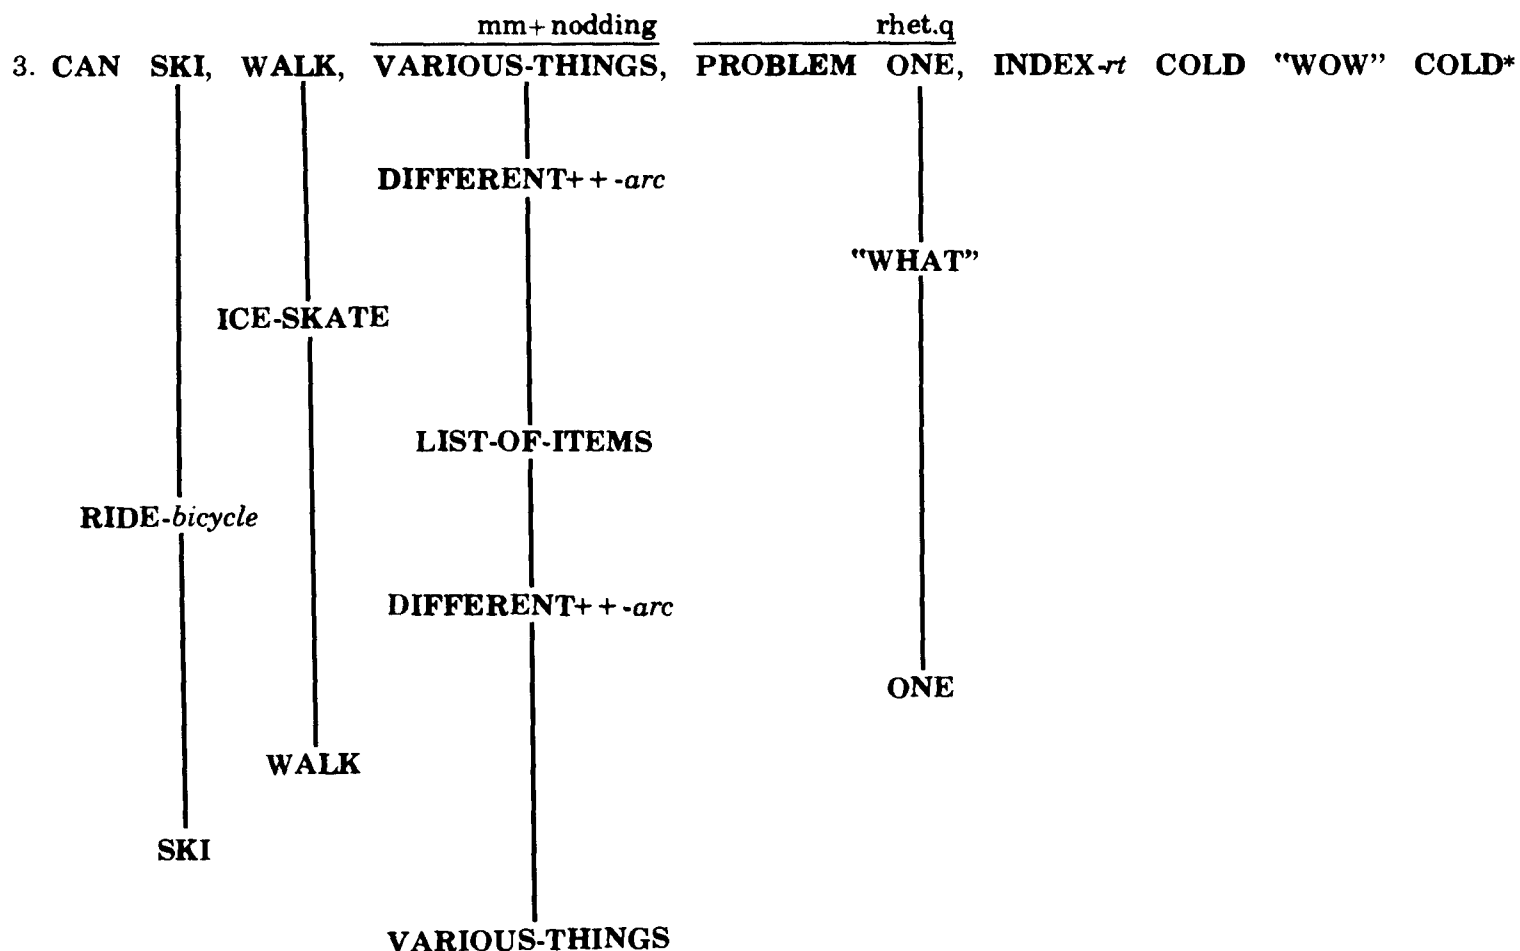 mm+ nodding rhet.q
3. CAN SKI, WALK, VARIOUS-THINGS, PROBLEM ONE, INDEX-rt COLD "WOW" COLD*
DIFFERENT++-arc
"WHAT"
ICE-SKATE
LIST-OF-ITEMS
RIDE-bicycle
DIFFERENT++-arc
ONE
WALK
SKI
VARIOUS-THINGS